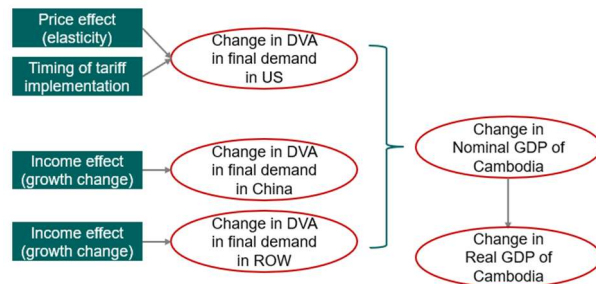 Price effect
(elasticity)
Timing of tariff
implementation
Change in DVA
in final demand
in US
Income effect
(growth change)
Change in DVA
in final demand
in China
Income effect
(growth change)
Change in DVA
in final demand
in ROW
Change in
Nominal GDP of
Cambodia
Change in
Real GDP of
Cambodia